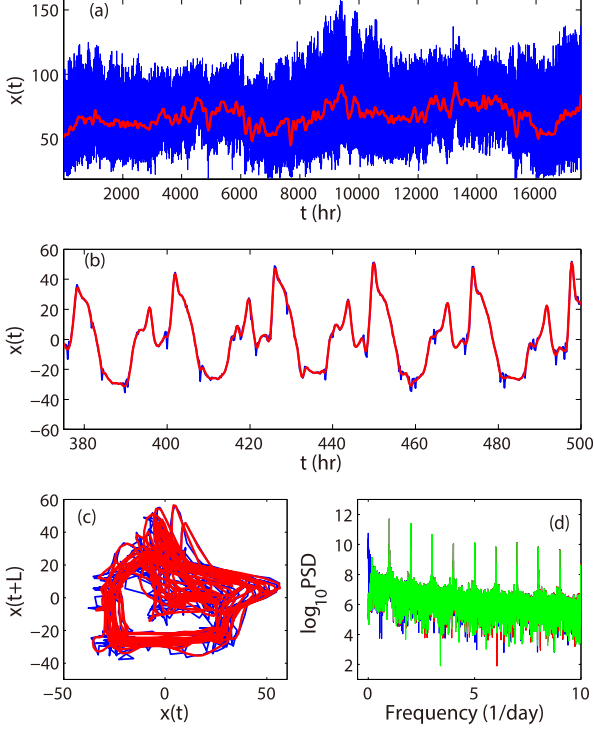 (a)
150
100
50
x(t)
2000 4000 6000 8000 10000 12000 14000 16000
t (hr)
(b)
60
40
20
0
−20
−40
−60
x(t)
380 400 420 440 460 480 500
t (hr)
(c)
60
40
20
0
−20
−40
x(t+L)
−50 0 50
x(t)
(d)
12
10
8
6
4
2
log10PSD
0 5 10
Frequency (1/day)